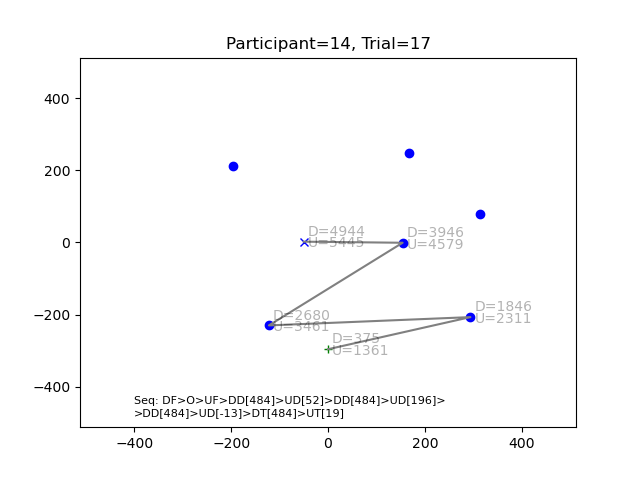 Participant=14, Trial=17
400
200
0
−200
−400
D=4944
U=5445
D=3946
U=4579
D=2680
U=3461
D=1846
U=2311
D=375
U=1361
Seq: DF>O>UF>DD[484]>UD[52]>DD[484]>UD[196]>
>DD[484]>UD[-13]>DT[484]>UT[19]
−400 −200 0 200 400